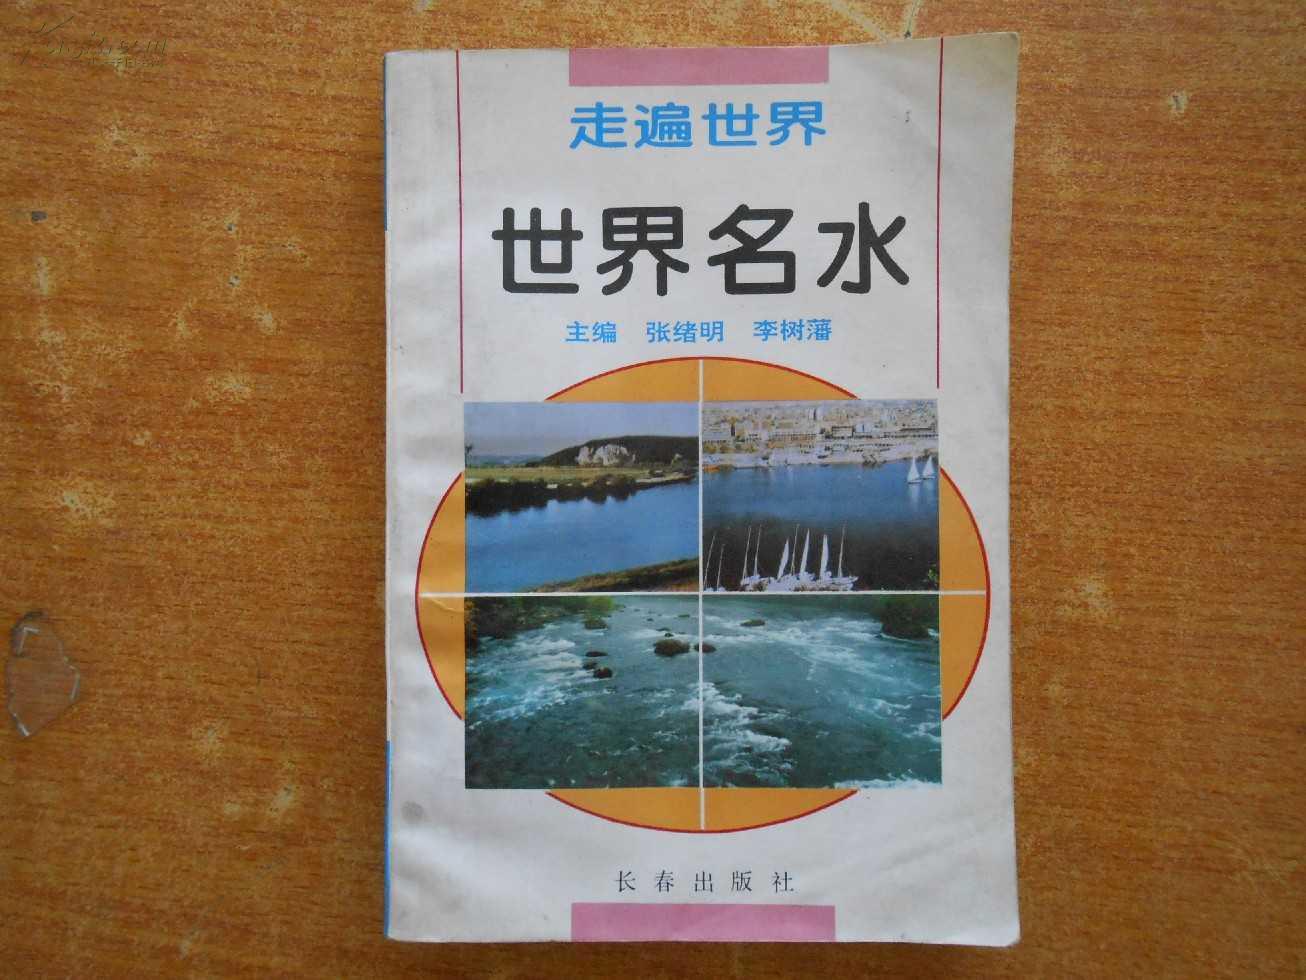 走遍世界
世界名水
主编 张绪明 李树藩
长春出版社